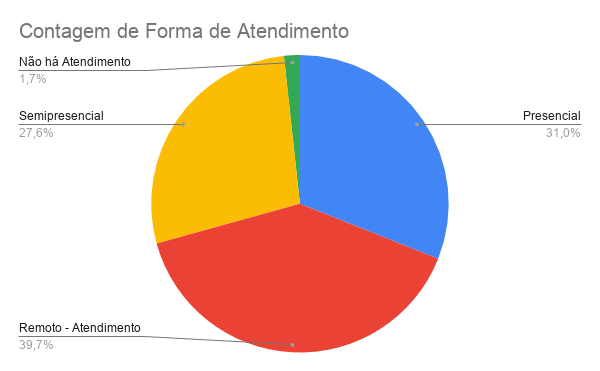 Contagem de Forma de Atendimento
Não há Atendimento
1,7%
Semipresencial
27,6%
Presencial
31,0%
Remoto - Atendimento
39,7%